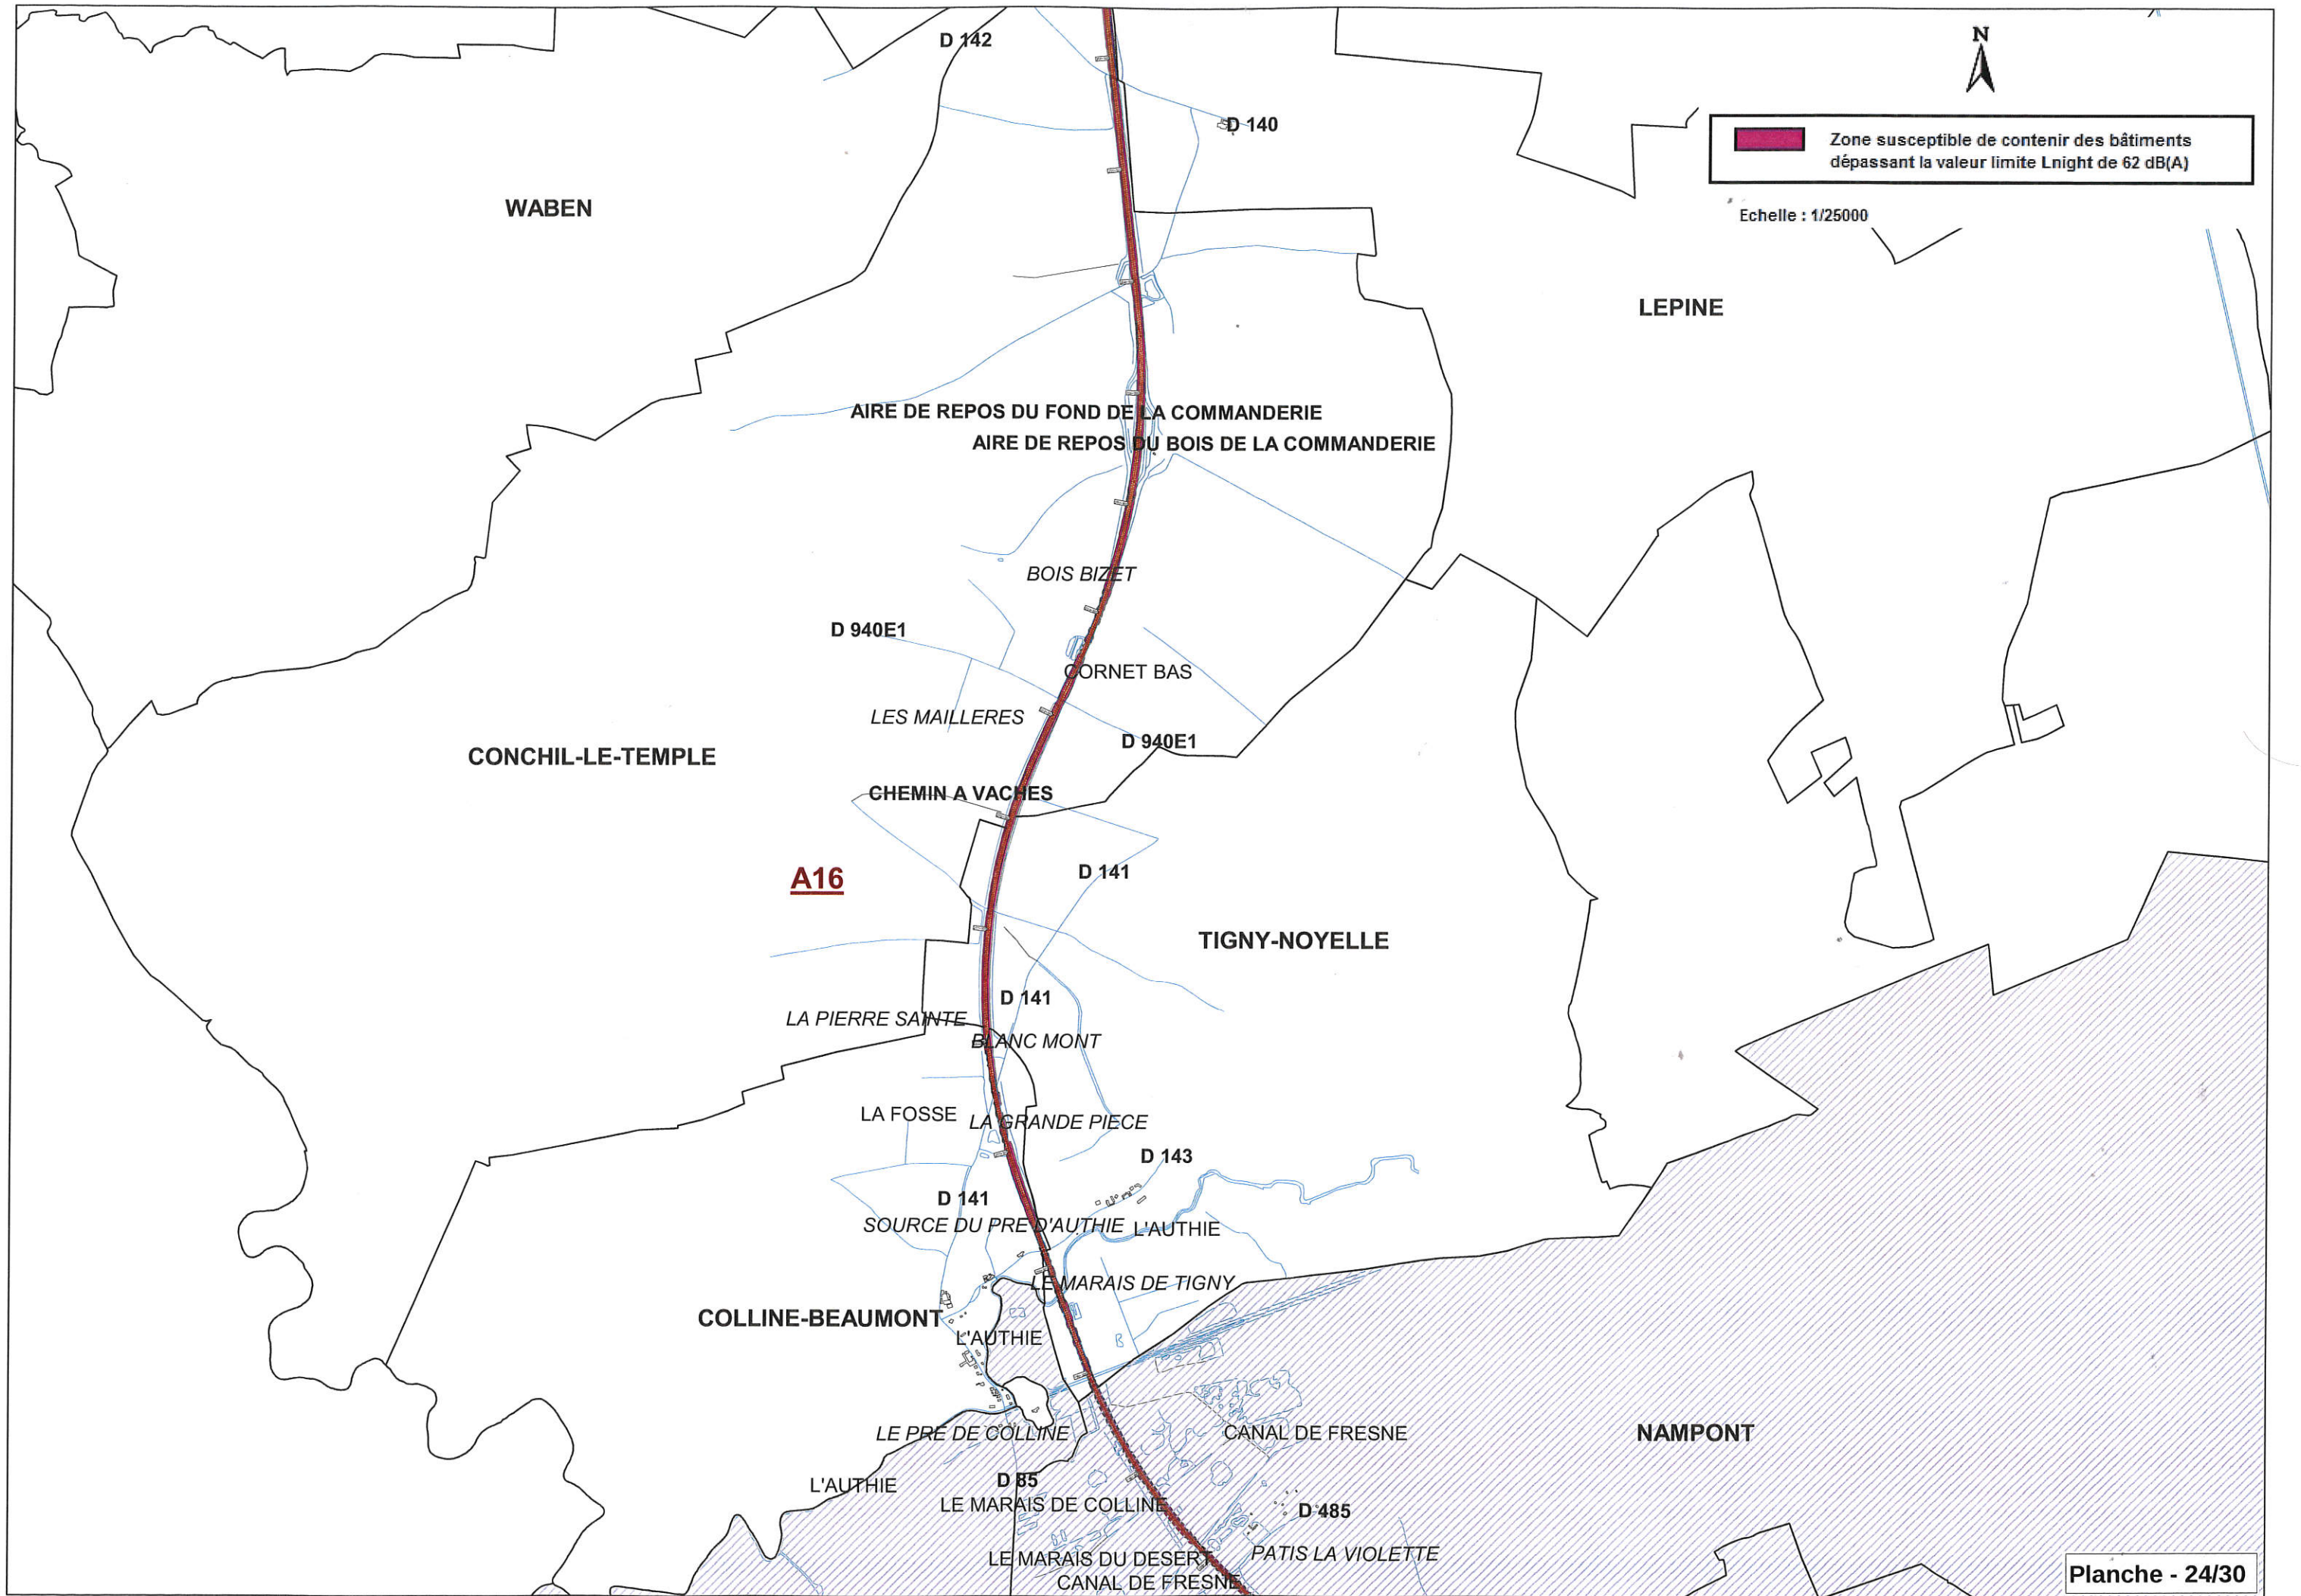 D 142
N
D 140
Zone susceptible de contenir des bâtiments
dépassant la valeur limite Lnight de 62 dB(A)
WABEN
Echelle : 1/25000
LEPINE
AIRE DE REPOS DU FOND DE LA COMMANDERIE
AIRE DE REPOS DU BOIS DE LA COMMANDERIE
BOIS BIZET
D 940E1
CORNET BAS
LES MAILLERES
D 940E1
CONCHIL-LE-TEMPLE
CHEMIN A VACHES
A16
D 141
TIGNY-NOYELLE
D 141
LA PIERRE SAINTE
BLANC MONT
LA FOSSE
LA GRANDE PIECE
D 143
D 141
SOURCE DU PRE D'AUTHIE
L'AUTHIE
LE MARAIS DE TIGNY
COLLINE-BEAUMONT
L'AUTHIE
LE PRE DE COLLINE
CANAL DE FRESNE
NAMPONT
L'AUTHIE
D 85
LE MARAIS DE COLLINE
D 485
LE MARAIS DU DESERT
PATIS LA VIOLETTE
CANAL DE FRESNE
Planche - 24/30